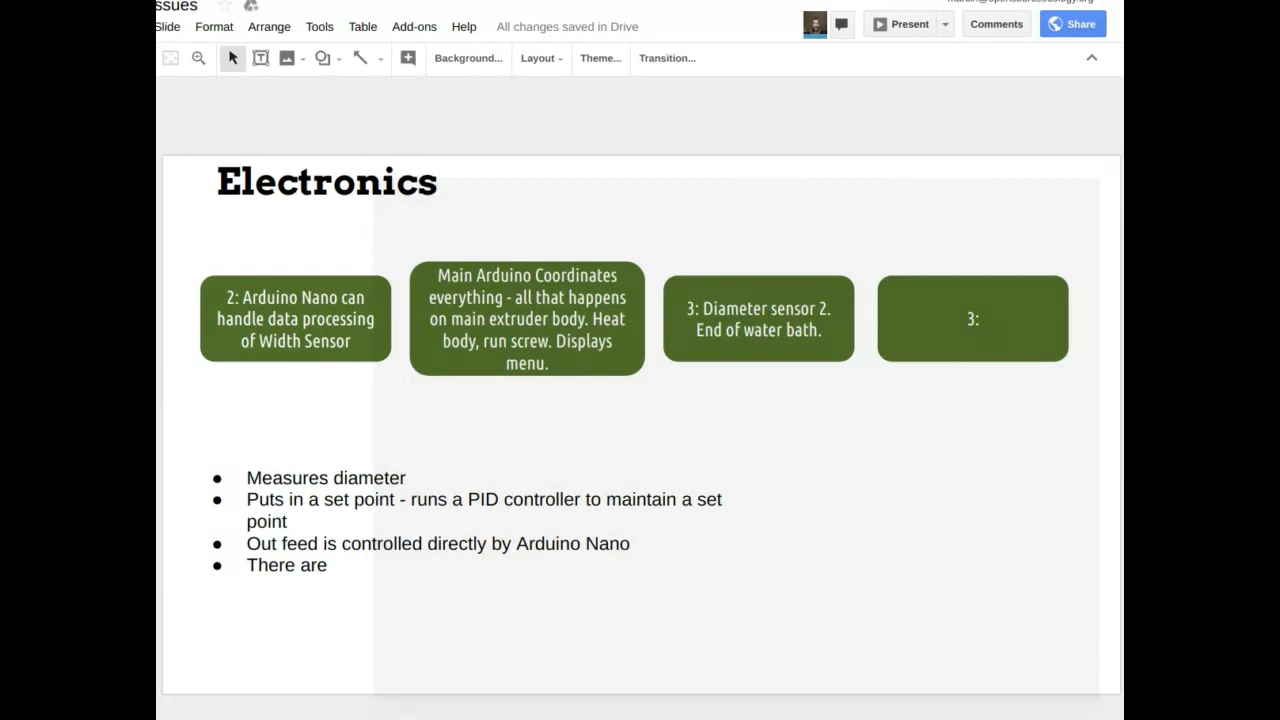 ssues
Slide Format Arrange Tools Table Add-ons Help All changes saved in Drive
Present Comments Share
Background... Layout Theme... Transition...
Electronics
2: Arduino Nano can
handle data processing
of Width Sensor
Main Arduino Coordinates
everything - all that happens
on main extruder body. Heat
body, run screw. Displays
menu.
3: Diameter sensor 2.
End of water bath.
3:
● Measures diameter
● Puts in a set point - runs a PID controller to maintain a set
point
● Out feed is controlled directly by Arduino Nano
● There are